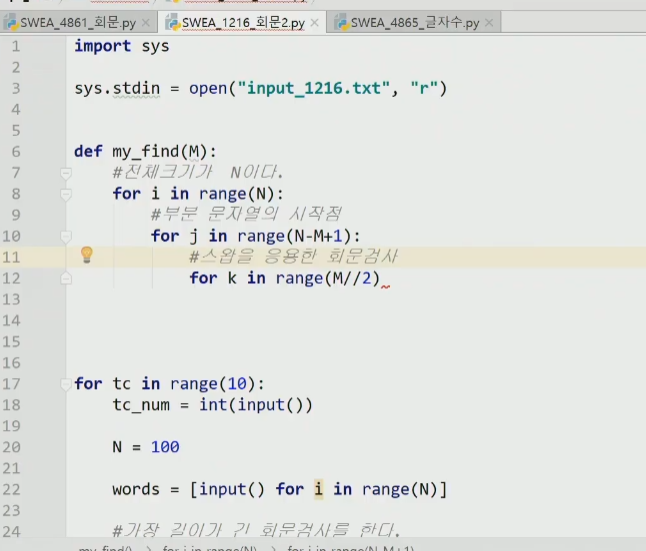 SWEA_4861_회문.py × SWEA_1216_회문2.py × SWEA_4865_글자수.py ×
1 import sys
2
3 sys.stdin = open("input_1216.txt", "r")
4
5
6 def my_find(M):
7 #전체크기가 N이다.
8 for i in range(N):
9 #부분 문자열의 시작점
10 for j in range(N-M+1):
11 #스왑을 응용한 회문검사
12 for k in range(M//2)
13
14
15
16
17 for tc in range(10):
18 tc_num = int(input())
19
20 N = 100
21
22 words = [input() for i in range(N)]
23
24 #가장 길이가 긴 회문검사를 한다.
my_find() > for i in range(N) > for j in range(N-M+1)